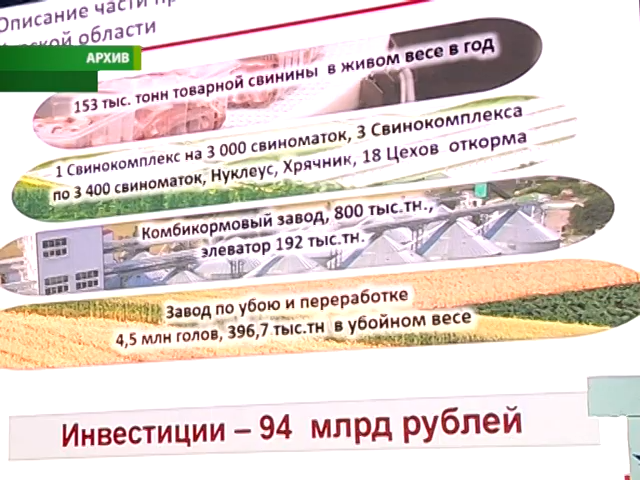 Описание части
ской области
АРХИВ
153 тыс. тонн товарной свинины в живом весе в год
1 Свинокомплекс на 3 000 свиноматок, 3 Свинокомплекса
по 3 400 свиноматок, Нуклеус, Хрячник, 18 Цехов откорма
Комбикормовый завод, 800 тыс.тн.,
элеватор 192 тыс.тн.
Завод по убою и переработке
4,5 млн голов, 396,7 тыс.тн в убойном весе
Инвестиции – 94 млрд рублей